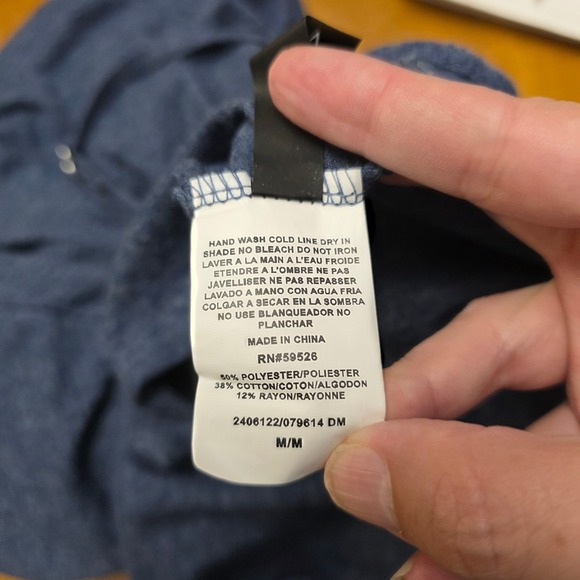 HAND WASH COLD LINE DRY IN
SHADE NO BLEACH DO NOT IRON
LAVER A LA MAIN A L'EAU FROIDE
ETENDRE A L'OMBRE NE PAS
JAVELLISER NE PAS REPASSER
LAVADO A MANO CON AGUA FRIA
COLGAR A SECAR EN LA SOMBRA
NO USE BLANQUEADOR NO
PLANCHAR
MADE IN CHINA
RN#59526
50% POLYESTER/POLIESTER
38% COTTON/COTON/ALGODON
12% RAYON/RAYONNE
2406122/079614 DM
M/M